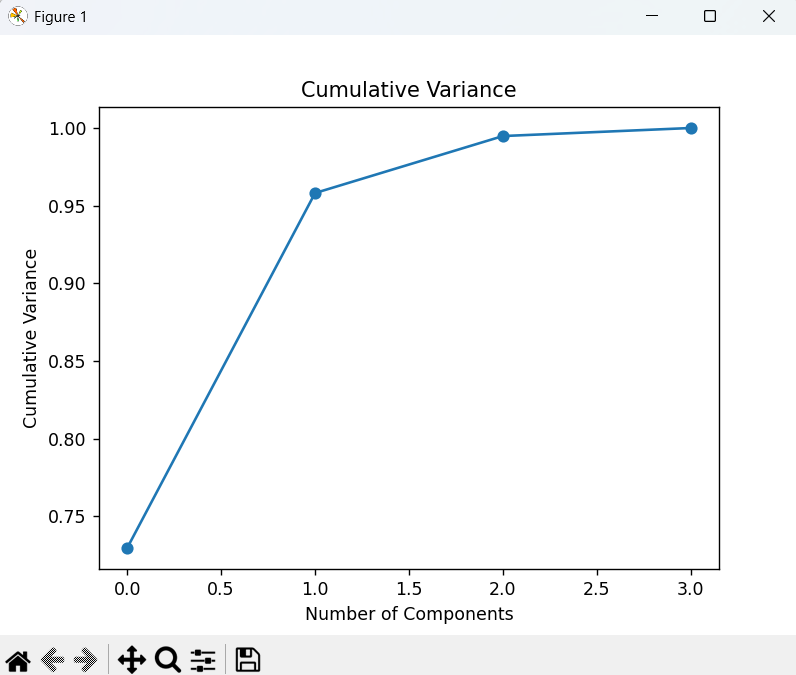 Figure 1
Cumulative Variance
1.00
0.95
0.90
0.85
0.80
0.75
Cumulative Variance
0.0 0.5 1.0 1.5 2.0 2.5 3.0
Number of Components